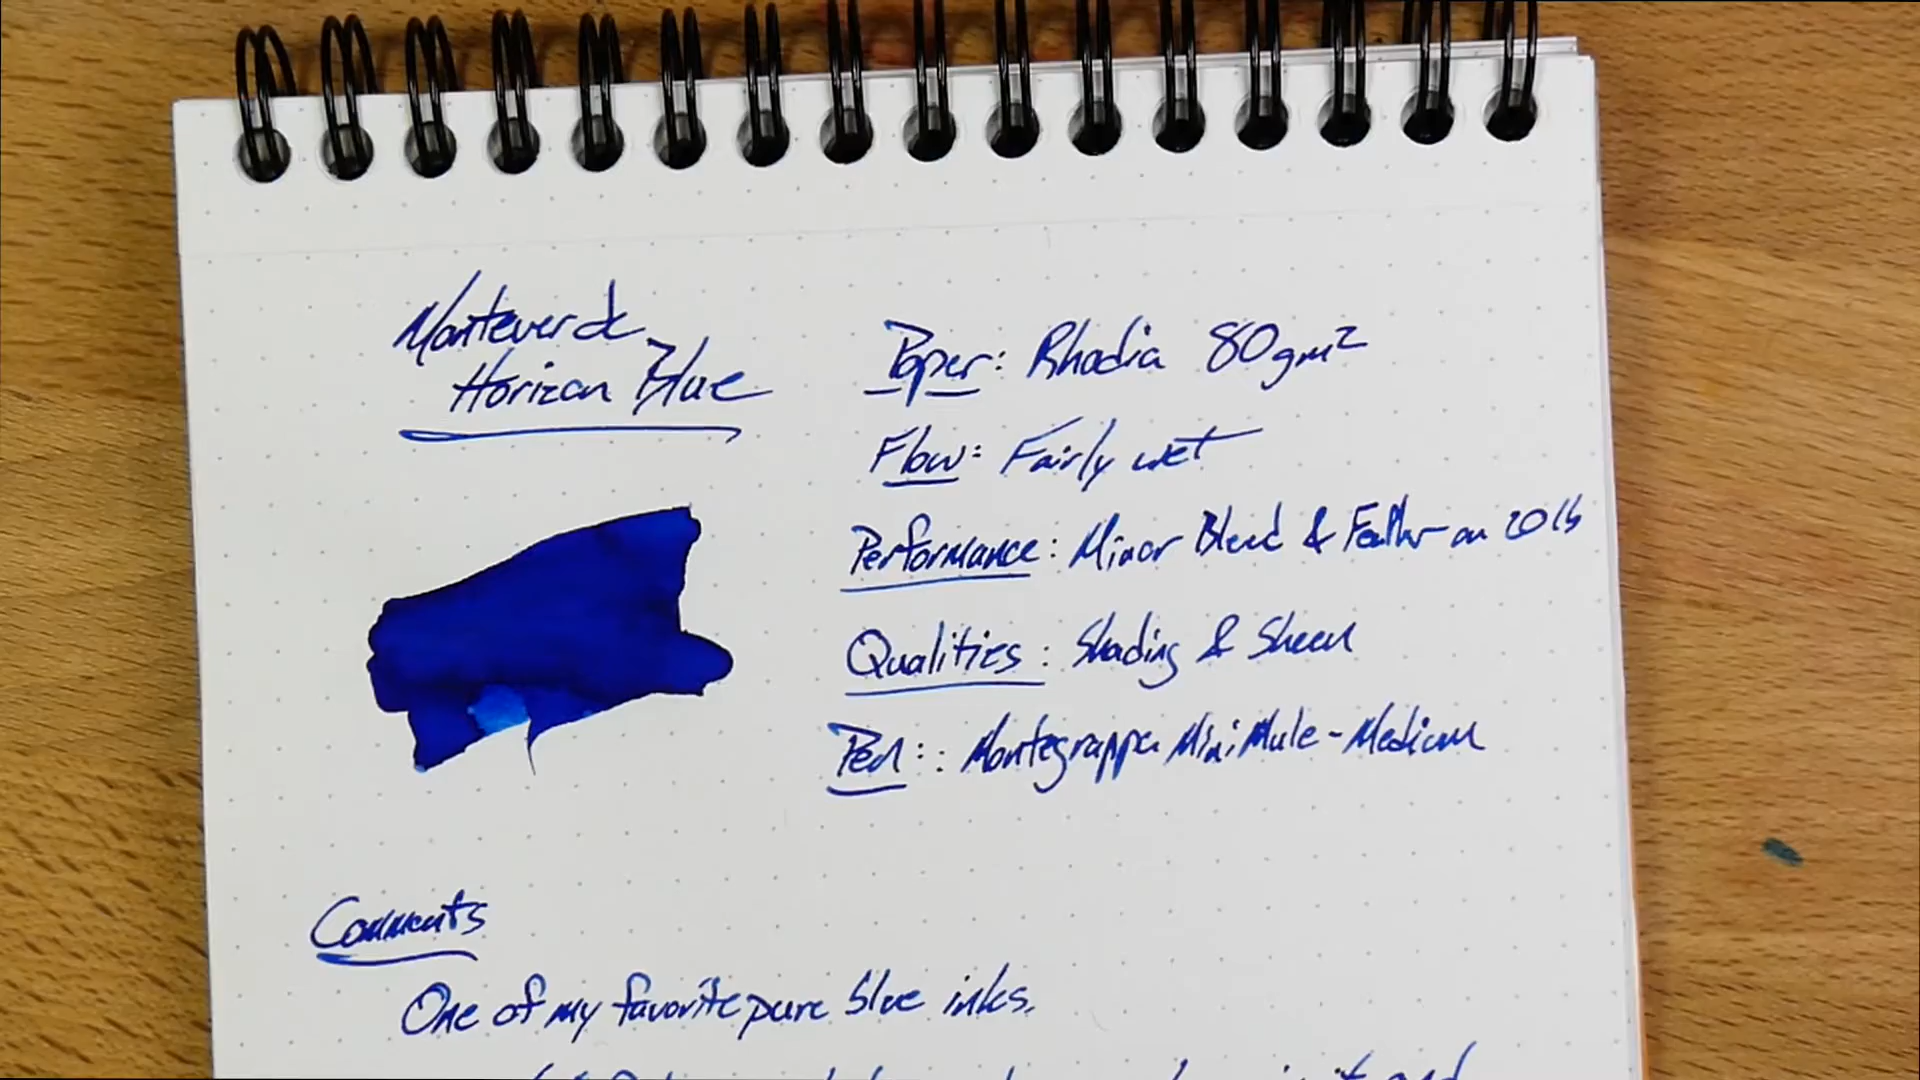 Monteverde
Horizon Blue
Paper: Rhodia 80gm²
Flow: Fairly wet
Performance: Minor Bleed & Feather on 20lb
Qualities: Shading & Sheen
Pen:: Montegrappa Mini Mule - Medium
Comments
One of my favorite pure blue inks.